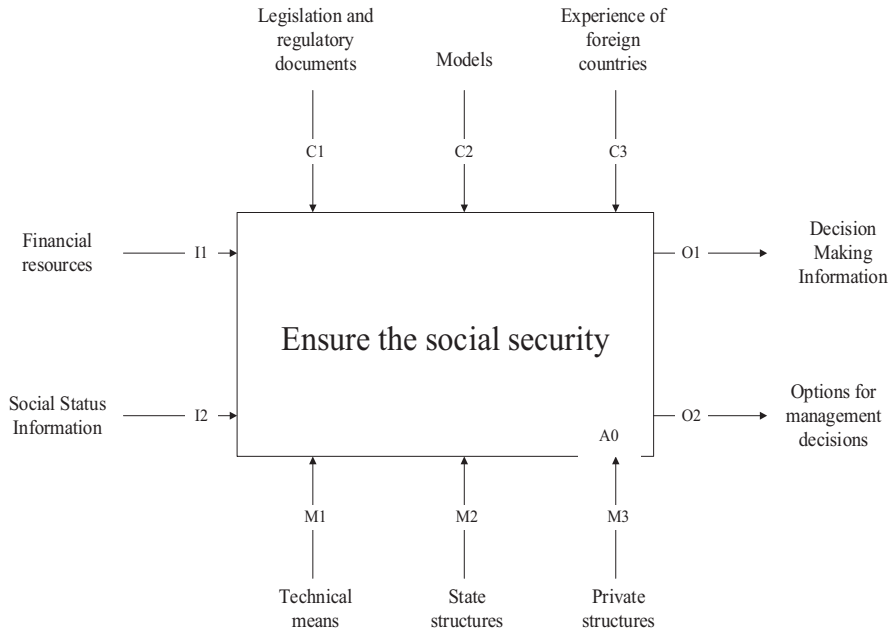 Legislation and
regulatory
documents
Models
Experience of
foreign
countries
C1
C2
C3
Financial
resources
I1
O1
Decision
Making
Information
Ensure the social security
Social Status
Information
I2
O2
Options for
management
decisions
A0
M1
M2
M3
Technical
means
State
structures
Private
structures